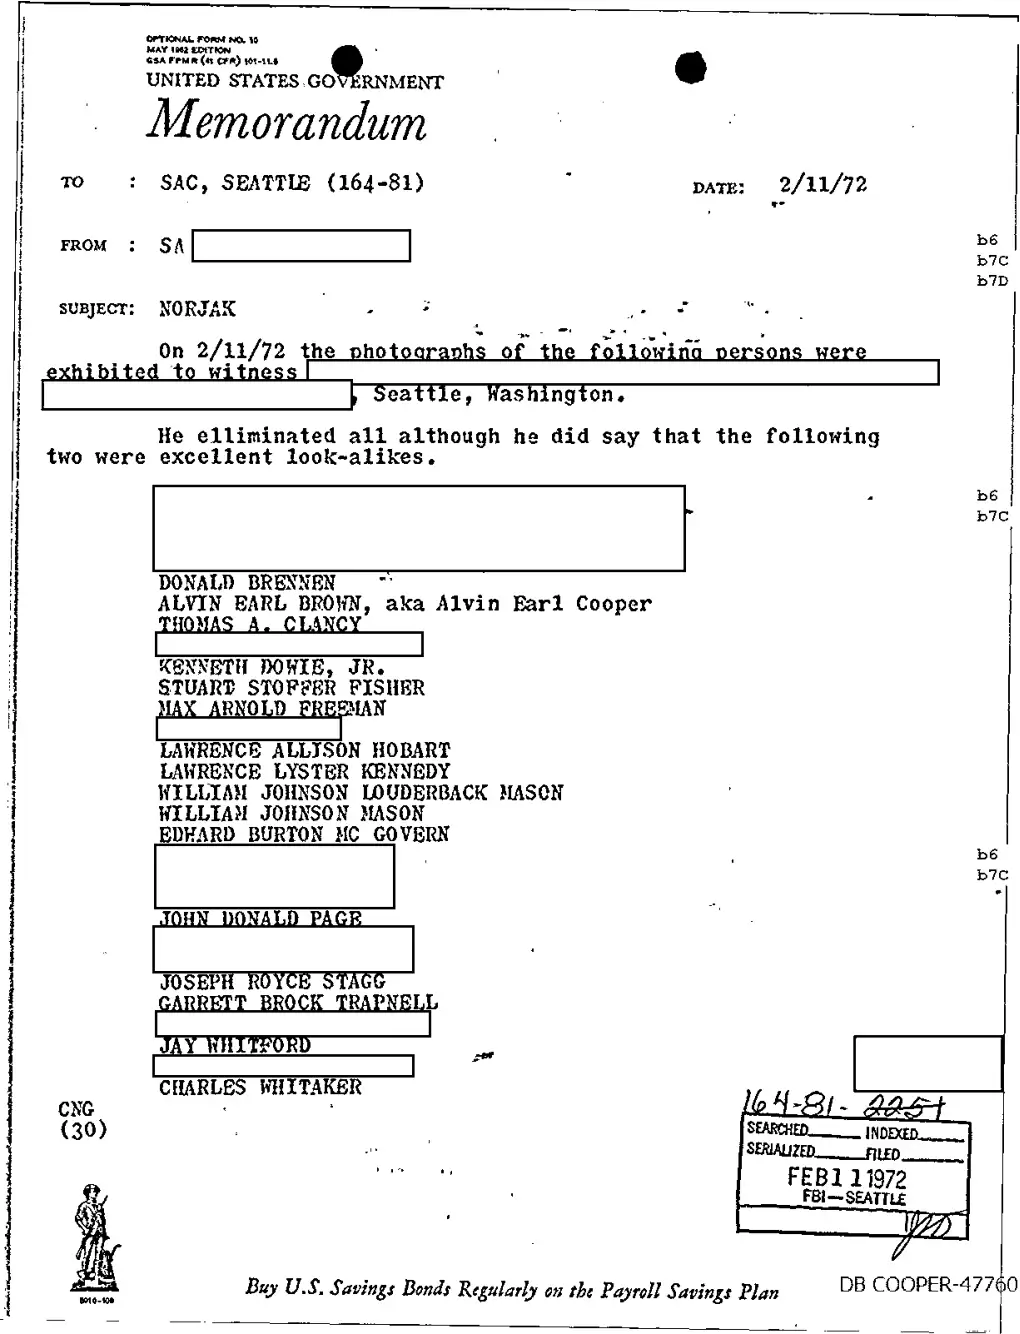 OPTIONAL FORM NO. 10
MAY 1962 EDITION
GSA FPMR (41 CFR) 101-11.6
UNITED STATES GOVERNMENT
Memorandum
TO : SAC, SEATTLE (164-81) DATE: 2/11/72
FROM : SA
b6
b7C
b7D
SUBJECT: NORJAK
On 2/11/72 the photographs of the following persons were
exhibited to witness
, Seattle, Washington.
He elliminated all although he did say that the following
two were excellent look-alikes.
b6
b7C
DONALD BRENNEN
ALVIN EARL BROWN, aka Alvin Earl Cooper
THOMAS A. CLANCY
KENNETH DOWIE, JR.
STUART STOFFER FISHER
MAX ARNOLD FREEMAN
LAWRENCE ALLISON HOBART
LAWRENCE LYSTER KENNEDY
WILLIAM JOHNSON LOUDERBACK MASON
WILLIAM JOHNSON MASON
EDWARD BURTON MC GOVERN
b6
b7C
JOHN DONALD PAGE
JOSEPH ROYCE STAGG
GARRETT BROCK TRAPNELL
JAY WHITFORD
CHARLES WHITAKER
CNG
(30)
164-81-2251
SEARCHED INDEXED
SERIALIZED FILED
FEB 11 1972
FBI—SEATTLE
5010-108
Buy U.S. Savings Bonds Regularly on the Payroll Savings Plan
DB COOPER-47760